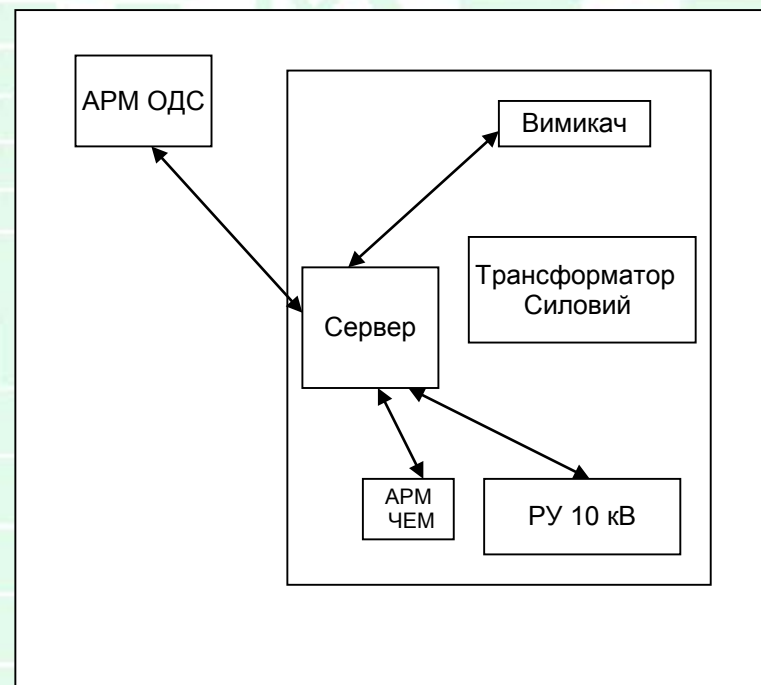 АРМ ОДС
Вимикач
Трансформатор
Силовий
Сервер
АРМ
ЧЕМ
РУ 10 кВ